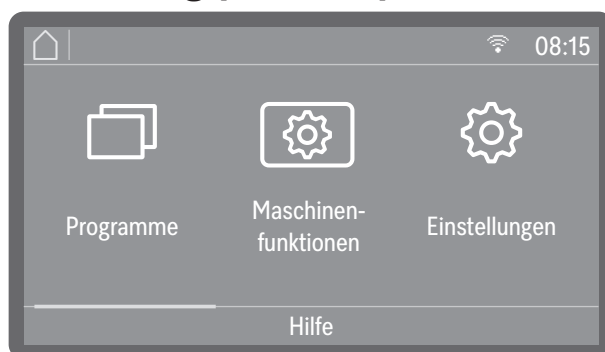 08:15
Programme
Maschinen-
funktionen
Einstellungen
Hilfe